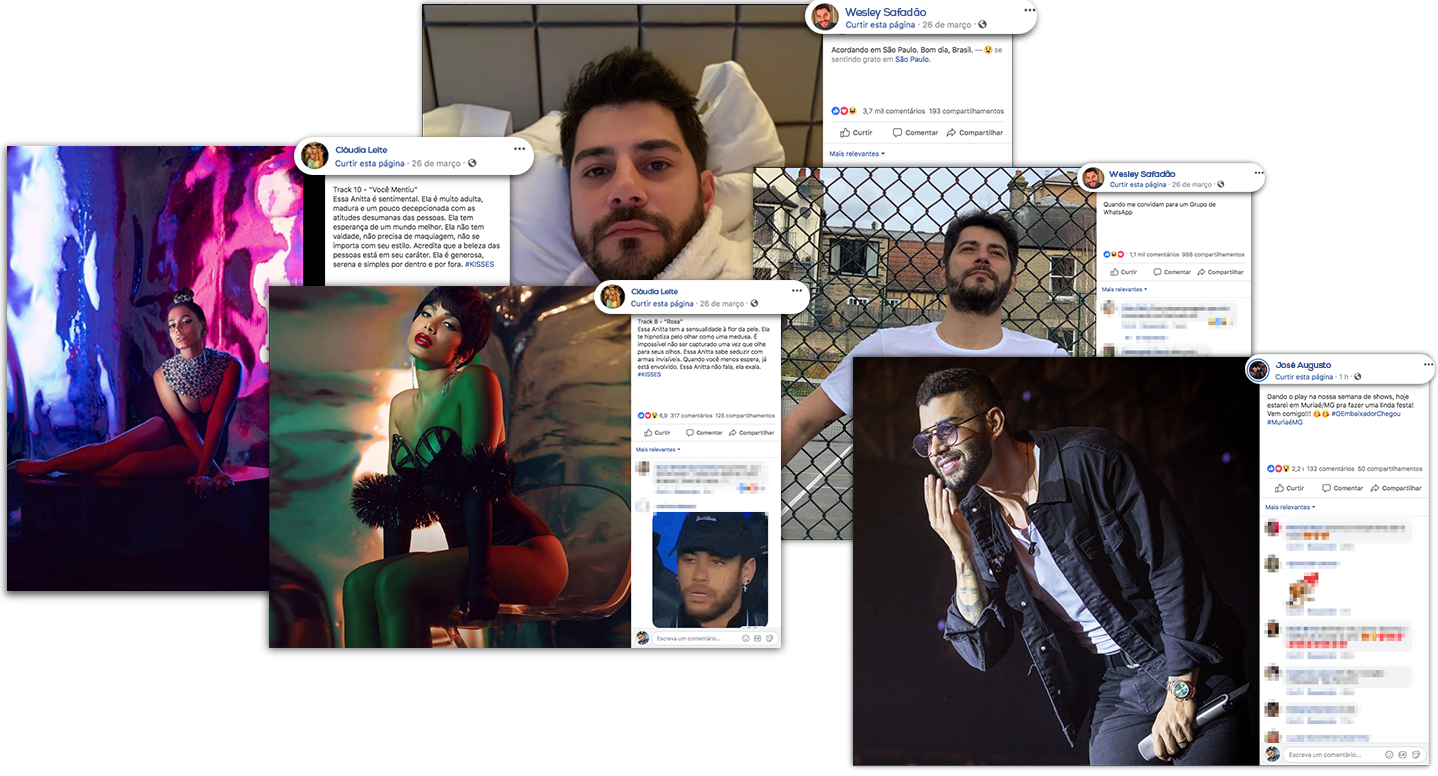 Wesley Safadão
Curtir esta página · 26 de março ·
Acordando em São Paulo. Bom dia, Brasil. — 😌 se
sentindo grato em São Paulo.
3,7 mil comentários 193 compartilhamentos
Curtir Comentar Compartilhar
Mais relevantes
Cláudia Leite
Curtir esta página · 26 de março ·
Track 10 - “Você Mentiu”
Essa Anitta é sentimental. Ela é muito adulta,
madura e um pouco decepcionada com as
atitudes desumanas das pessoas. Ela tem
esperança de um mundo melhor. Ela não tem
vaidade, não precisa de maquiagem, não se
importa com seu estilo. Acredita que a beleza das
pessoas está em seu caráter. Ela é generosa,
serena e simples por dentro e por fora. #KISSES
Wesley Safadão
Curtir esta página · 26 de março ·
Quando me convidam para um Grupo de
WhatsApp
1,1 mil comentários 988 compartilhamentos
Curtir Comentar Compartilhar
Mais relevantes
Cláudia Leite
Curtir esta página · 26 de março ·
Track 8 - “Rosa”
Essa Anitta tem a sensualidade à flor da pele. Ela
te hipnotiza pelo olhar como uma medusa. É
impossível não ser capturado uma vez que olhe
para seus olhos. Essa Anitta sabe seduzir com
armas invisíveis. Quando você menos espera, já
está envolvido. Essa Anitta não fala, ela exala.
#KISSES
6,9 317 comentários 125 compartilhamentos
Curtir Comentar Compartilhar
Mais relevantes
Escreva um comentário...
José Augusto
Curtir esta página · 1 h ·
Dando o play na nossa semana de shows, hoje
estarei em Muriaé/MG pra fazer uma linda festa!
Vem comigo!!! 🥰🥰 #OEmbaixadorChegou
#MuriaéMG
2,2 132 comentários 50 compartilhamentos
Curtir Comentar Compartilhar
Mais relevantes
Escreva um comentário...